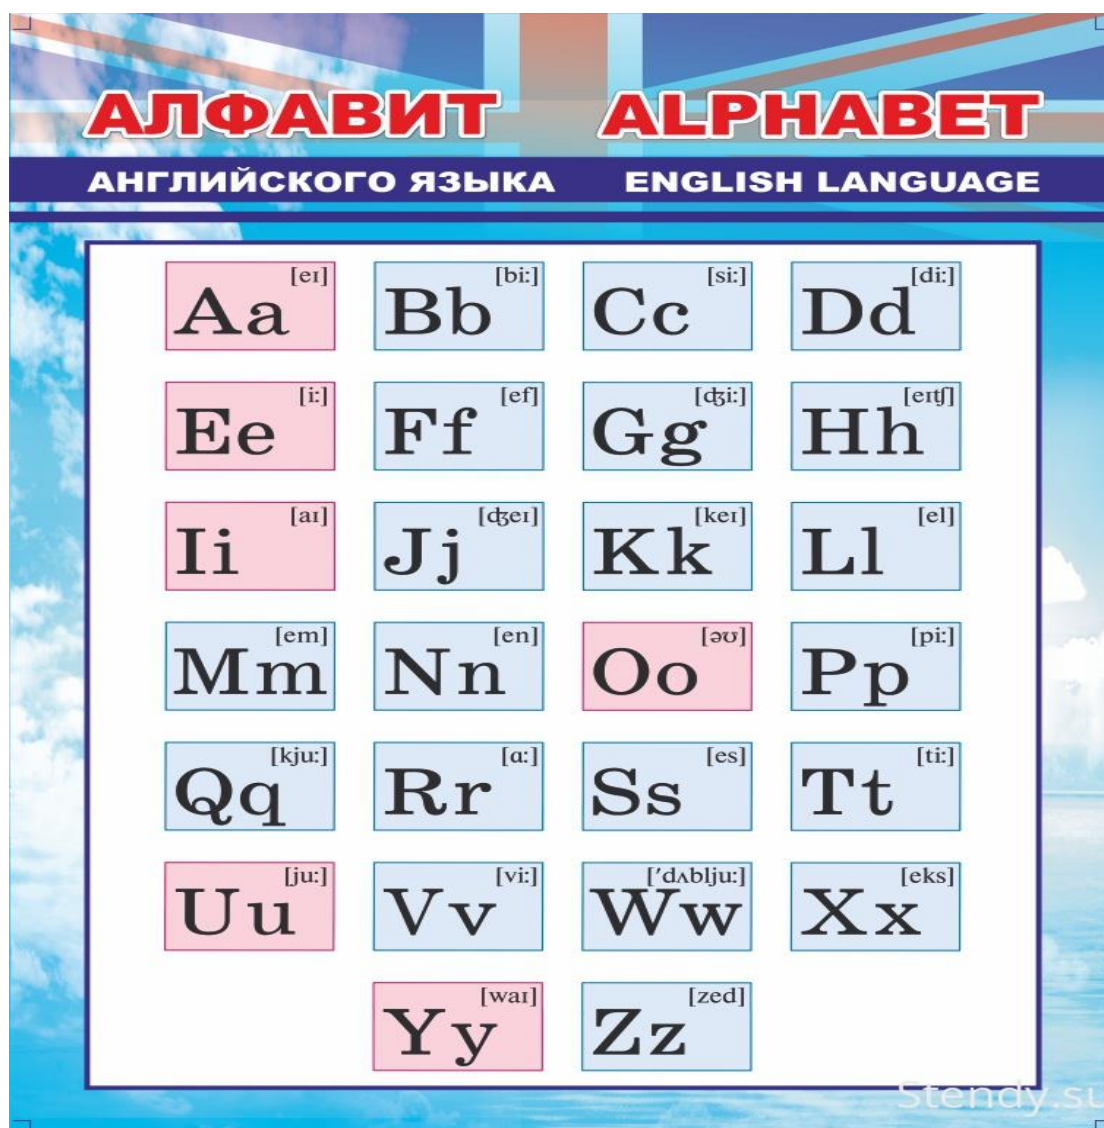 АЛФАВИТ ALPHABET
АНГЛИЙСКОГО ЯЗЫКА ENGLISH LANGUAGE
Aa [eɪ] Bb [bi:] Cc [si:] Dd [di:]
Ee [i:] Ff [ef] Gg [ʤi:] Hh [eɪʧ]
Ii [aɪ] Jj [ʤeɪ] Kk [keɪ] Ll [el]
Mm [em] Nn [en] Oo [əʊ] Pp [pi:]
Qq [kju:] Rr [ɑ:] Ss [es] Tt [ti:]
Uu [ju:] Vv [vi:] Ww ['dʌblju:] Xx [eks]
Yy [waɪ] Zz [zed]
Stendy.su